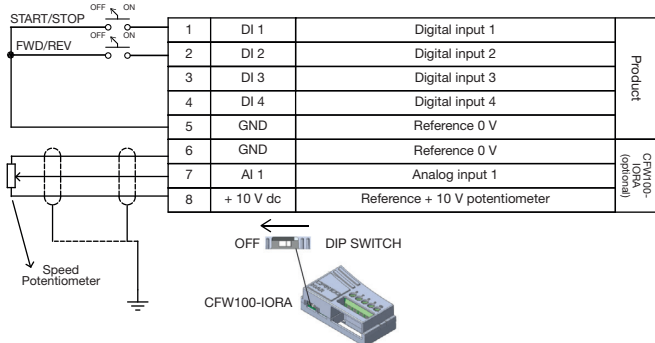 OFF ON
START/STOP
OFF ON
FWD/REV
1 DI 1 Digital input 1
2 DI 2 Digital input 2
3 DI 3 Digital input 3
4 DI 4 Digital input 4
5 GND Reference 0 V
Product
6 GND Reference 0 V
7 AI 1 Analog input 1
8 + 10 V dc Reference + 10 V potentiometer
CFW100-
IORA
(optional)
OFF DIP SWITCH
Speed
Potentiometer
CFW100-IORA